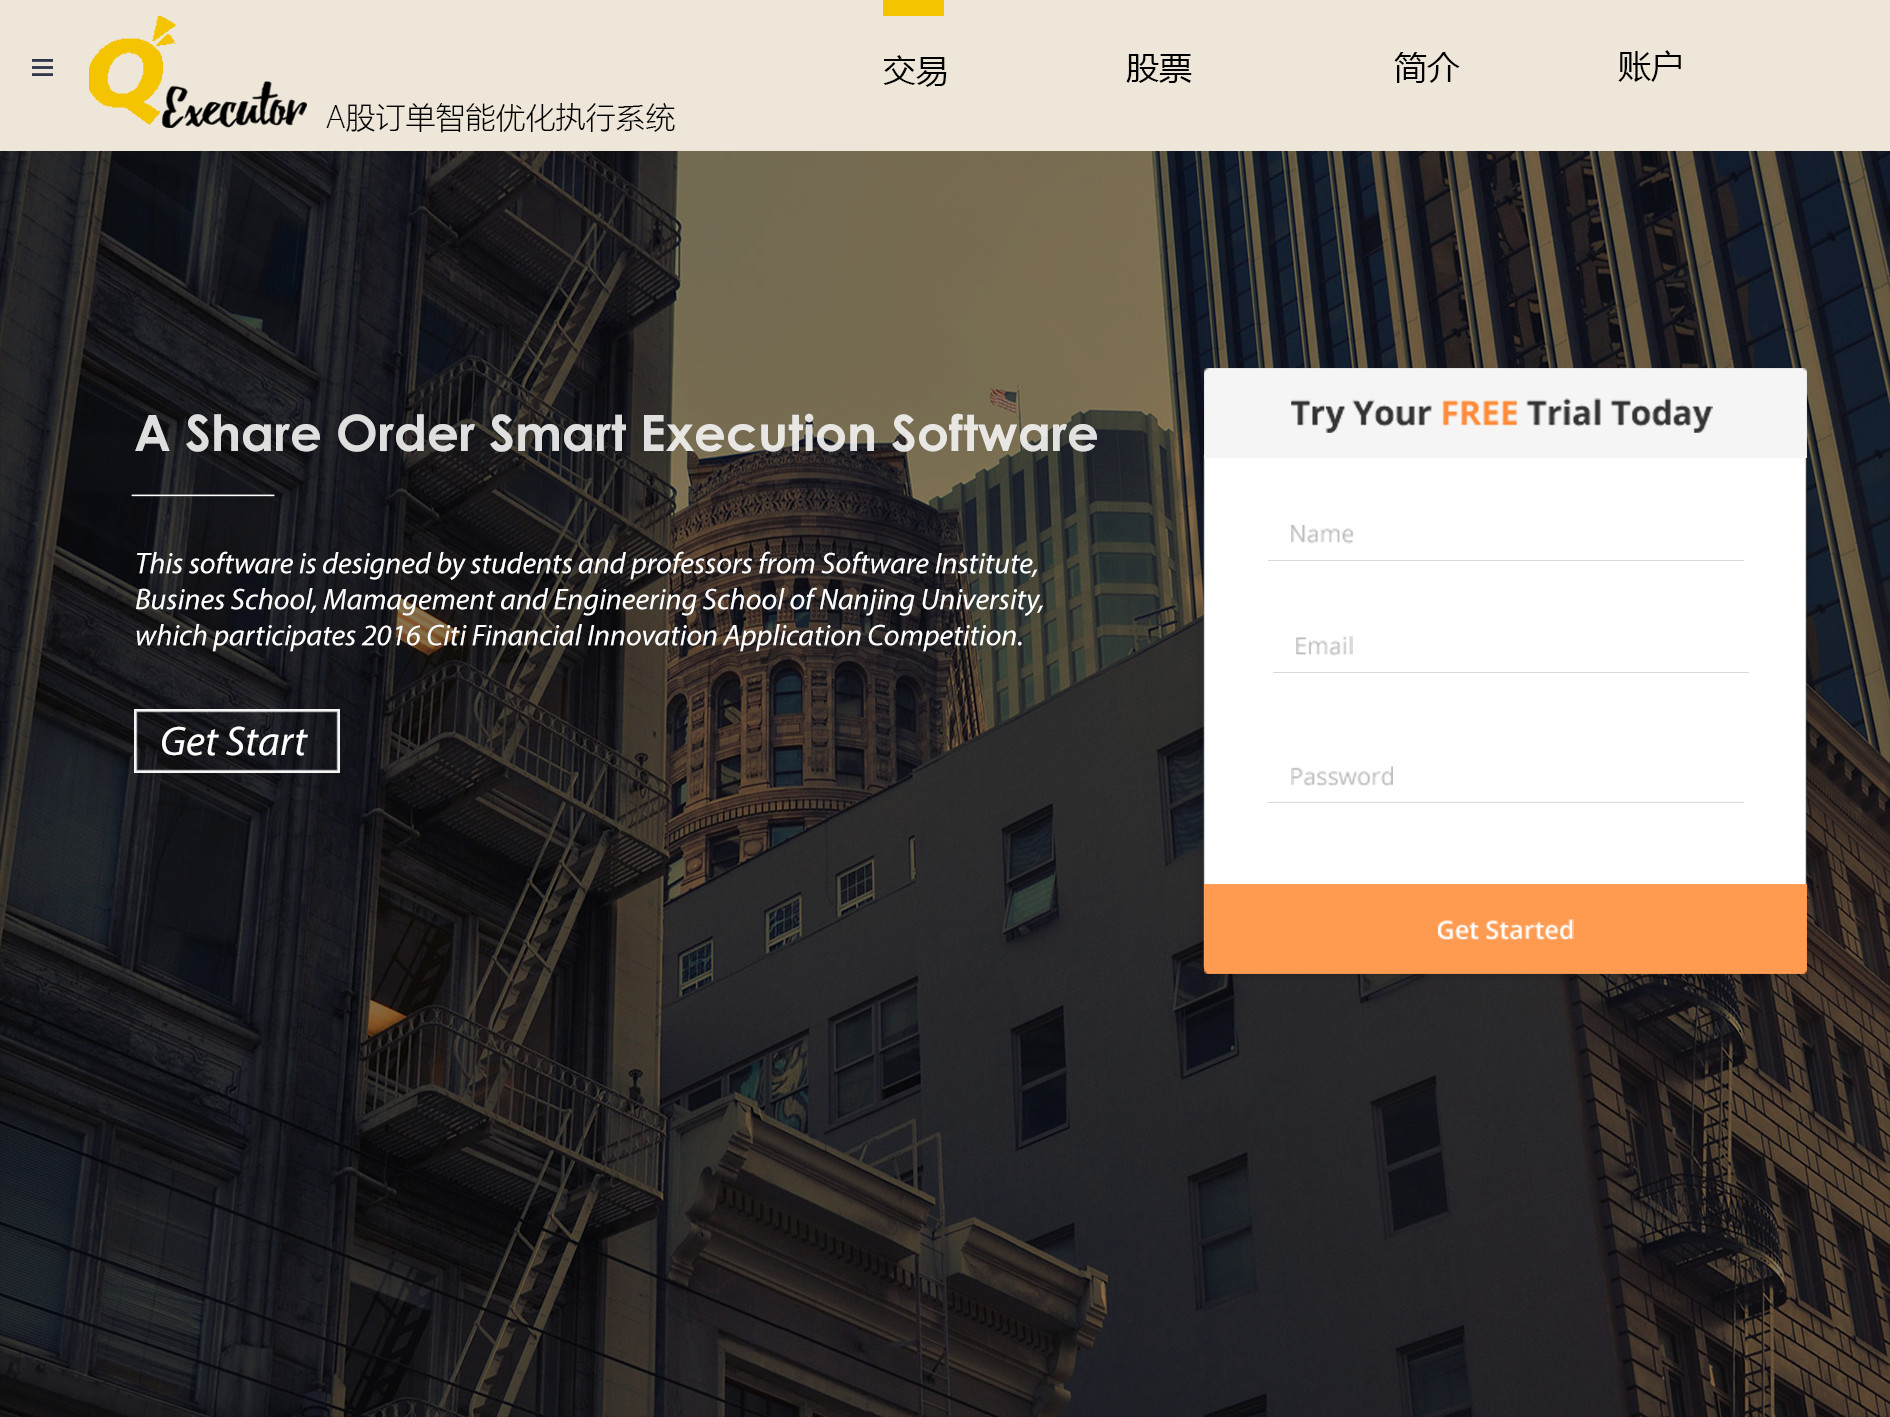 Q Executor
A股订单智能优化执行系统
交易
股票
简介
账户
A Share Order Smart Execution Software
This software is designed by students and professors from Software Institute,
Busines School, Mamagement and Engineering School of Nanjing University,
which participates 2016 Citi Financial Innovation Application Competition.
Get Start
Try Your FREE Trial Today
Name
Email
Password
Get Started